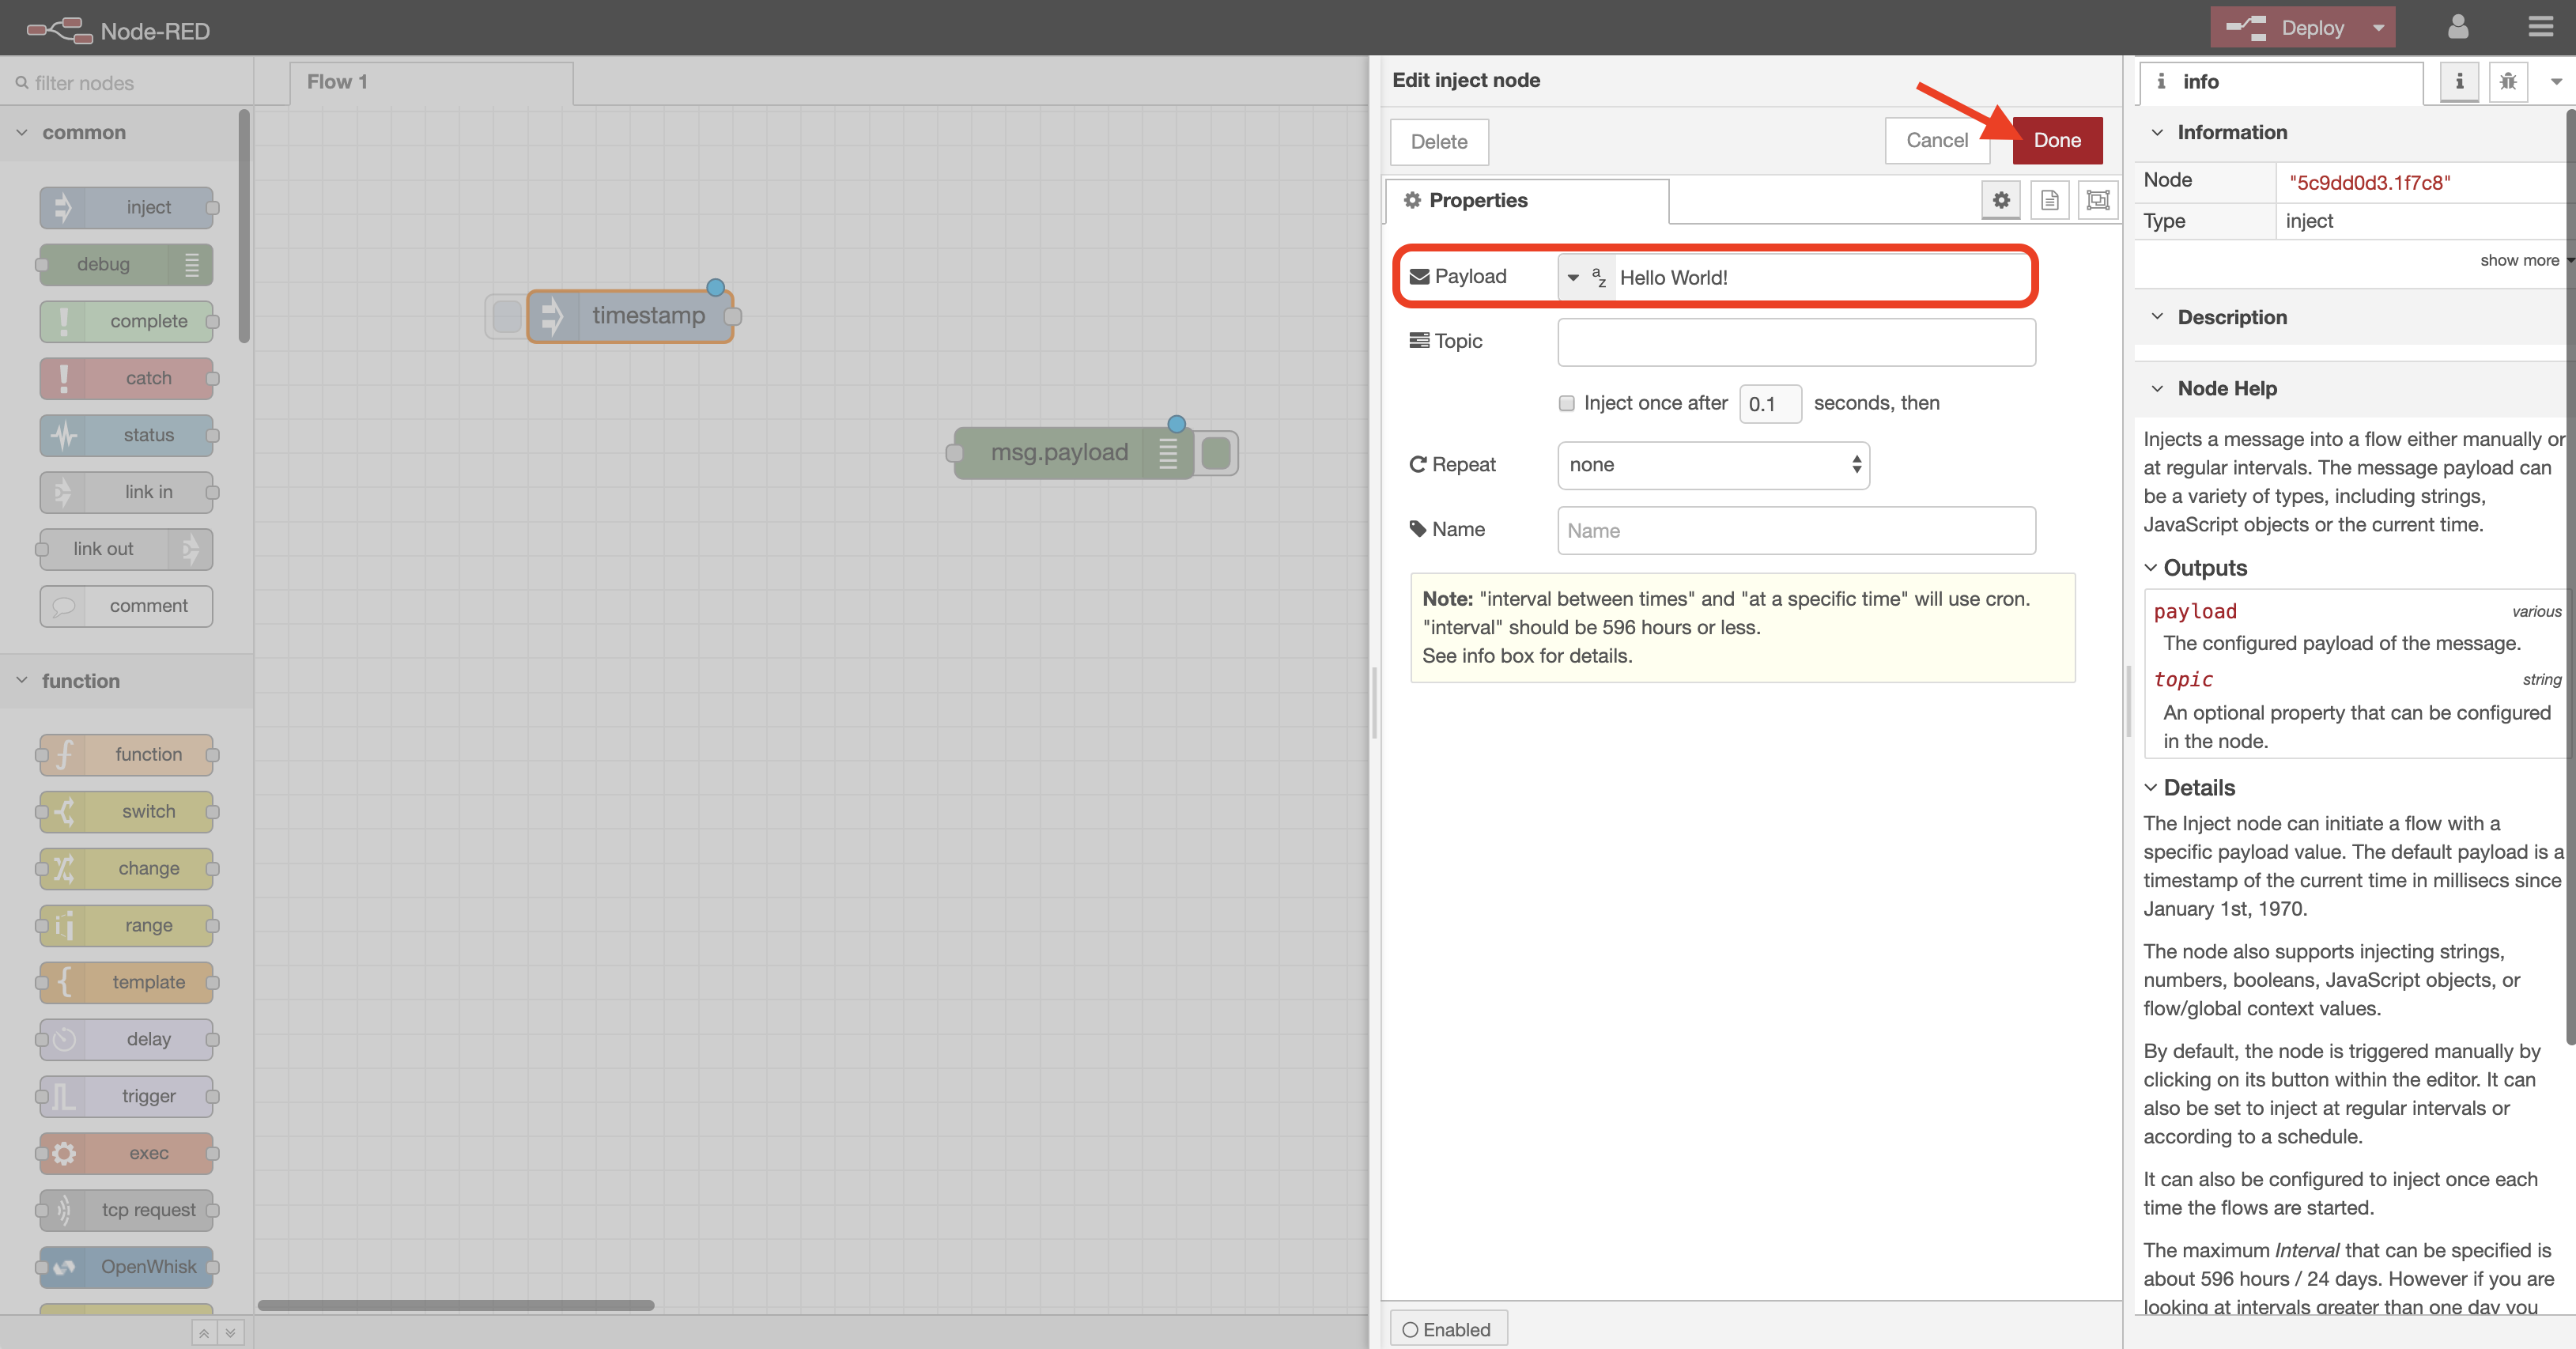 Node-RED
Deploy
filter nodes
common
inject
debug
complete
catch
status
link in
link out
comment
function
function
switch
change
range
template
delay
trigger
exec
tcp request
OpenWhisk
Flow 1
timestamp
msg.payload
Edit inject node
Delete
Cancel
Done
Properties
Payload
az
Hello World!
Topic
Inject once after
0.1
seconds, then
Repeat
none
Name
Name
Note: "interval between times" and "at a specific time" will use cron.
"interval" should be 596 hours or less.
See info box for details.
Enabled
info
Information
Node
"5c9dd0d3.1f7c8"
Type
inject
show more
Description
Node Help
Injects a message into a flow either manually or
at regular intervals. The message payload can
be a variety of types, including strings,
JavaScript objects or the current time.
Outputs
payload
various
The configured payload of the message.
topic
string
An optional property that can be configured
in the node.
Details
The Inject node can initiate a flow with a
specific payload value. The default payload is a
timestamp of the current time in millisecs since
January 1st, 1970.
The node also supports injecting strings,
numbers, booleans, JavaScript objects, or
flow/global context values.
By default, the node is triggered manually by
clicking on its button within the editor. It can
also be set to inject at regular intervals or
according to a schedule.
It can also be configured to inject once each
time the flows are started.
The maximum Interval that can be specified is
about 596 hours / 24 days. However if you are
looking at intervals greater than one day you